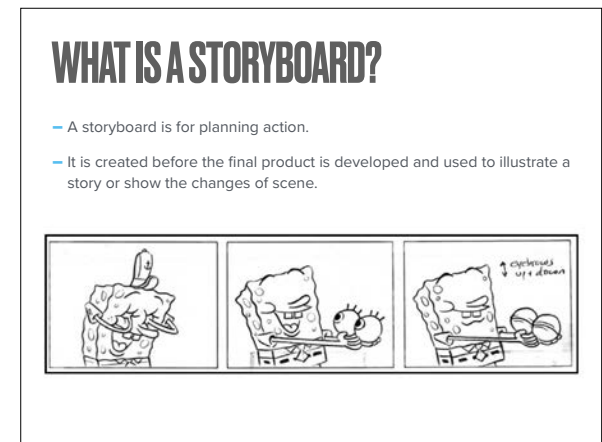 WHAT IS A STORYBOARD?
– A storyboard is for planning action.
– It is created before the final product is developed and used to illustrate a
story or show the changes of scene.
↕ eyebrows
up + down